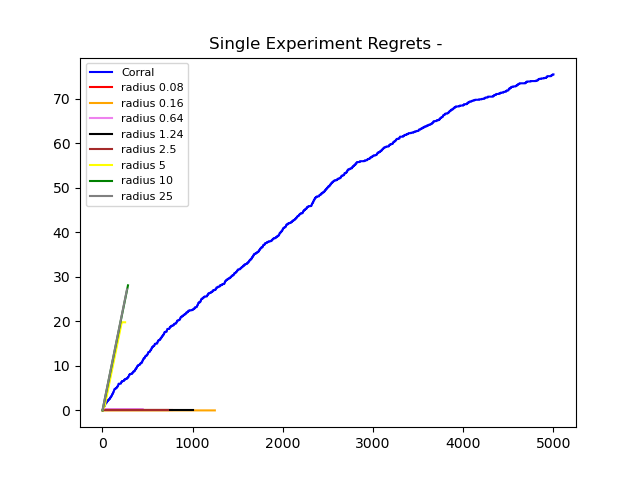 Single Experiment Regrets -
Corral
radius 0.08
radius 0.16
radius 0.64
radius 1.24
radius 2.5
radius 5
radius 10
radius 25
70
60
50
40
30
20
10
0
0 1000 2000 3000 4000 5000